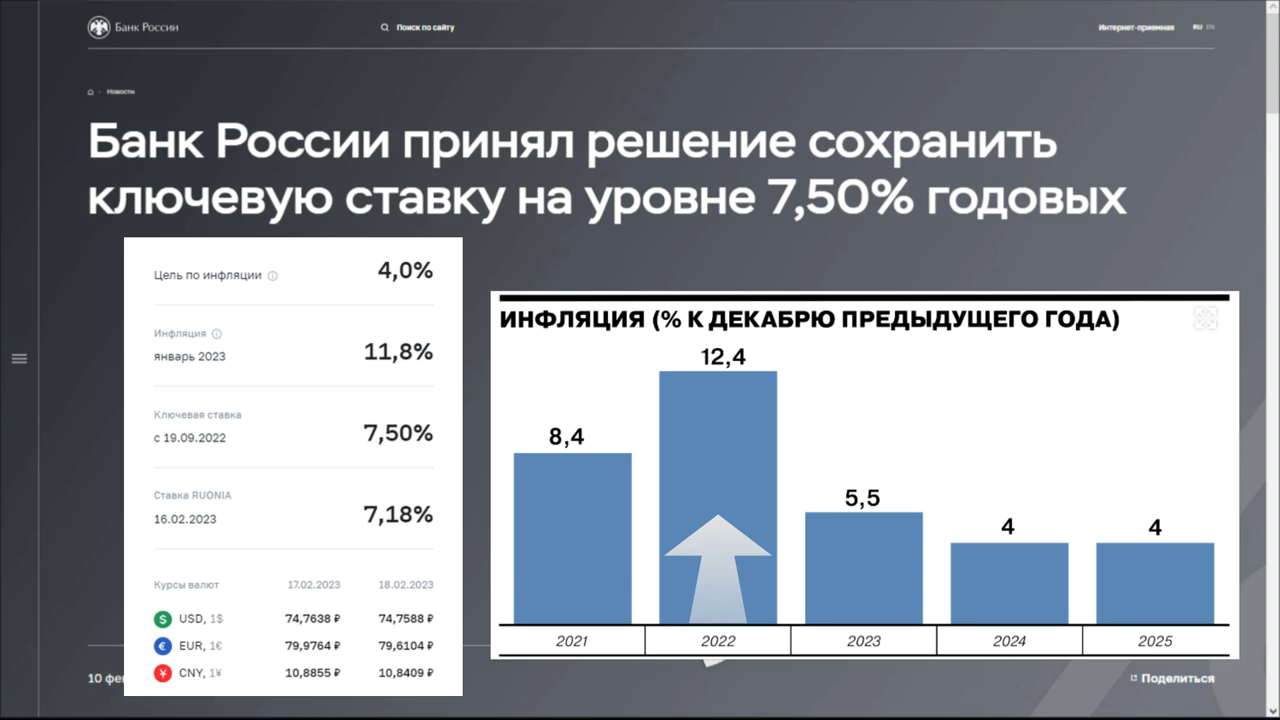 Банк России
Поиск по сайту
Интернет-приемная
RU EN
Новости
Банк России принял решение сохранить
ключевую ставку на уровне 7,50% годовых
Цель по инфляции 4,0%
Инфляция
январь 2023 11,8%
Ключевая ставка
с 19.09.2022 7,50%
Ставка RUONIA
16.02.2023 7,18%
Курсы валют 17.02.2023 18.02.2023
$ USD, 1$ 74,7638 ₽ 74,7588 ₽
€ EUR, 1€ 79,9764 ₽ 79,6104 ₽
¥ CNY, 1¥ 10,8855 ₽ 10,8409 ₽
ИНФЛЯЦИЯ (% К ДЕКАБРЮ ПРЕДЫДУЩЕГО ГОДА)
8,4 12,4 5,5 4 4
2021 2022 2023 2024 2025
10 фев
Поделиться